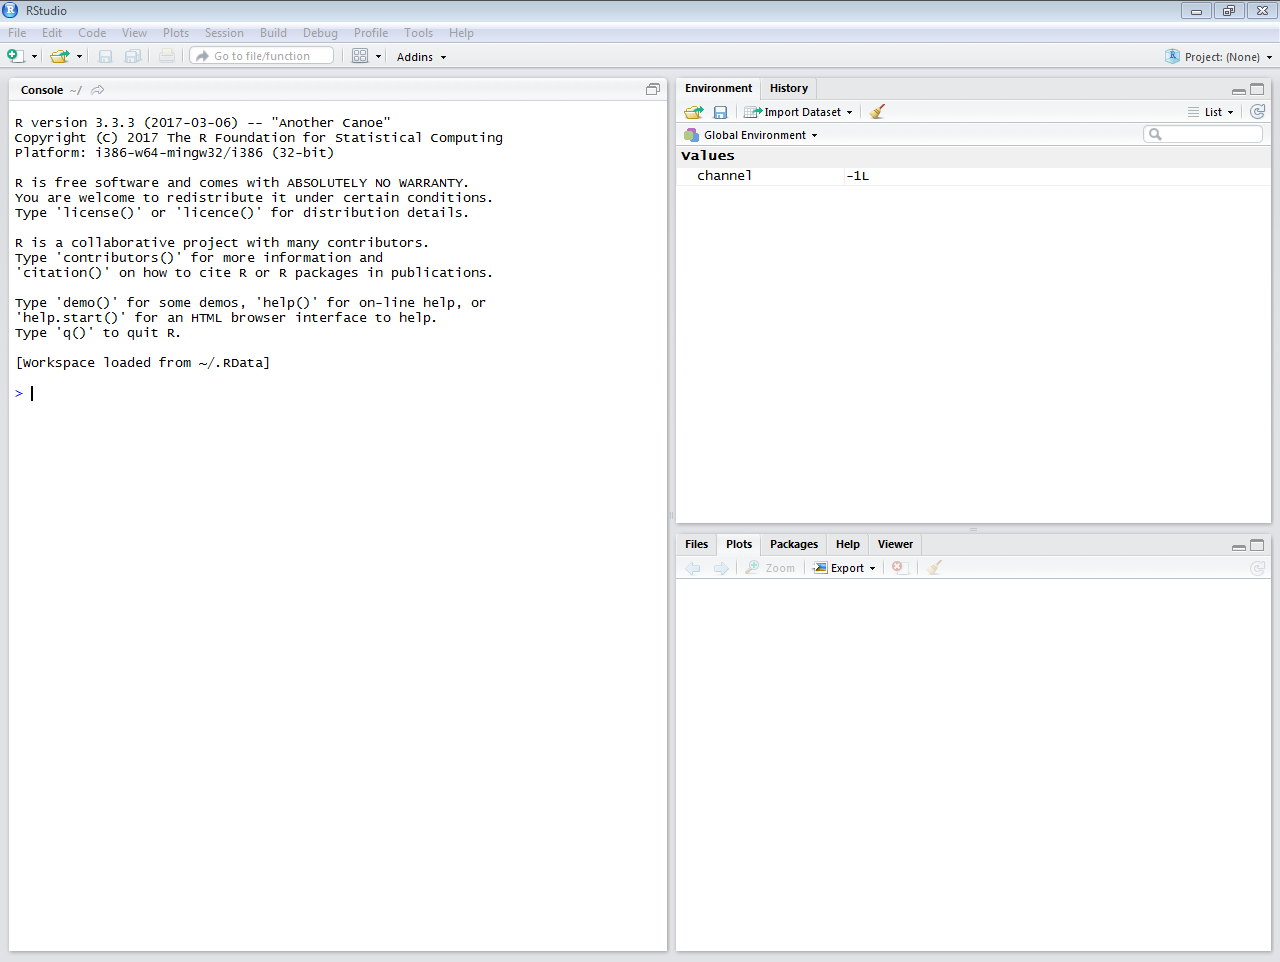 RStudio
File Edit Code View Plots Session Build Debug Profile Tools Help
Go to file/function Addins Project: (None)
Console ~/
R version 3.3.3 (2017-03-06) -- "Another Canoe"
Copyright (C) 2017 The R Foundation for Statistical Computing
Platform: i386-w64-mingw32/i386 (32-bit)
R is free software and comes with ABSOLUTELY NO WARRANTY.
You are welcome to redistribute it under certain conditions.
Type 'license()' or 'licence()' for distribution details.
R is a collaborative project with many contributors.
Type 'contributors()' for more information and
'citation()' on how to cite R or R packages in publications.
Type 'demo()' for some demos, 'help()' for on-line help, or
'help.start()' for an HTML browser interface to help.
Type 'q()' to quit R.
[Workspace loaded from ~/.RData]
>
Environment History
Import Dataset List
Global Environment
Values
channel -1L
Files Plots Packages Help Viewer
Zoom Export